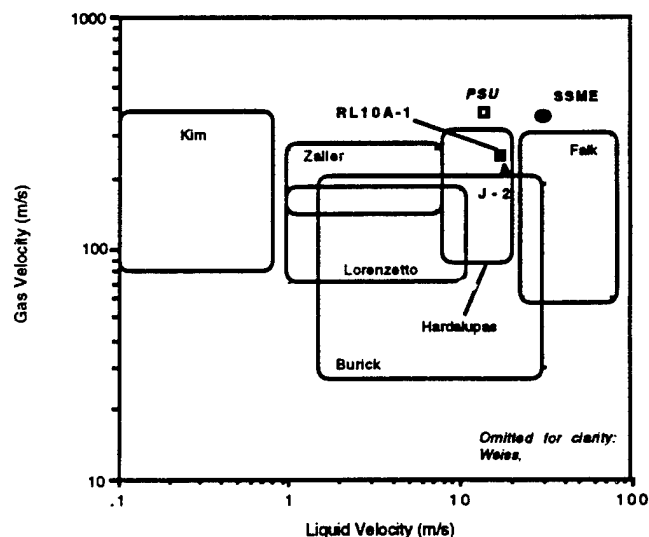 1000
PSU
SSME
RL10A-1
Kim
Zaller
Falk
J - 2
Gas Velocity (m/s)
100
Lorenzetto
Hardalupas
Burick
Omitted for clarity:
Weiss,
10
.1
1
10
100
Liquid Velocity (m/s)